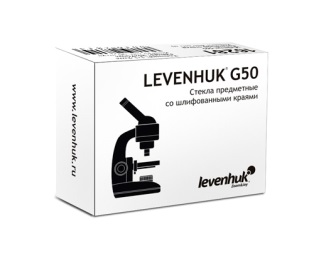 LEVENHUK® G50
Стекла предметные
со шлифованными краями
www.levenhuk.ru
levenhuk®